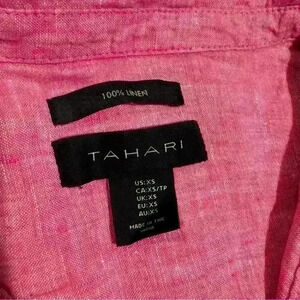 100% LINEN
TAHARI
US:XS
CA:XS/TP
UK:XS
EU:XS
AU:XS
MADE IN